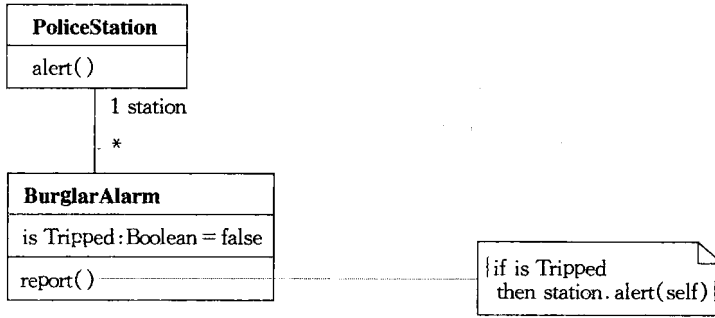 PoliceStation
alert()
1 station
*
BurglarAlarm
is Tripped:Boolean=false
report()
{if is Tripped
then station.alert(self)}